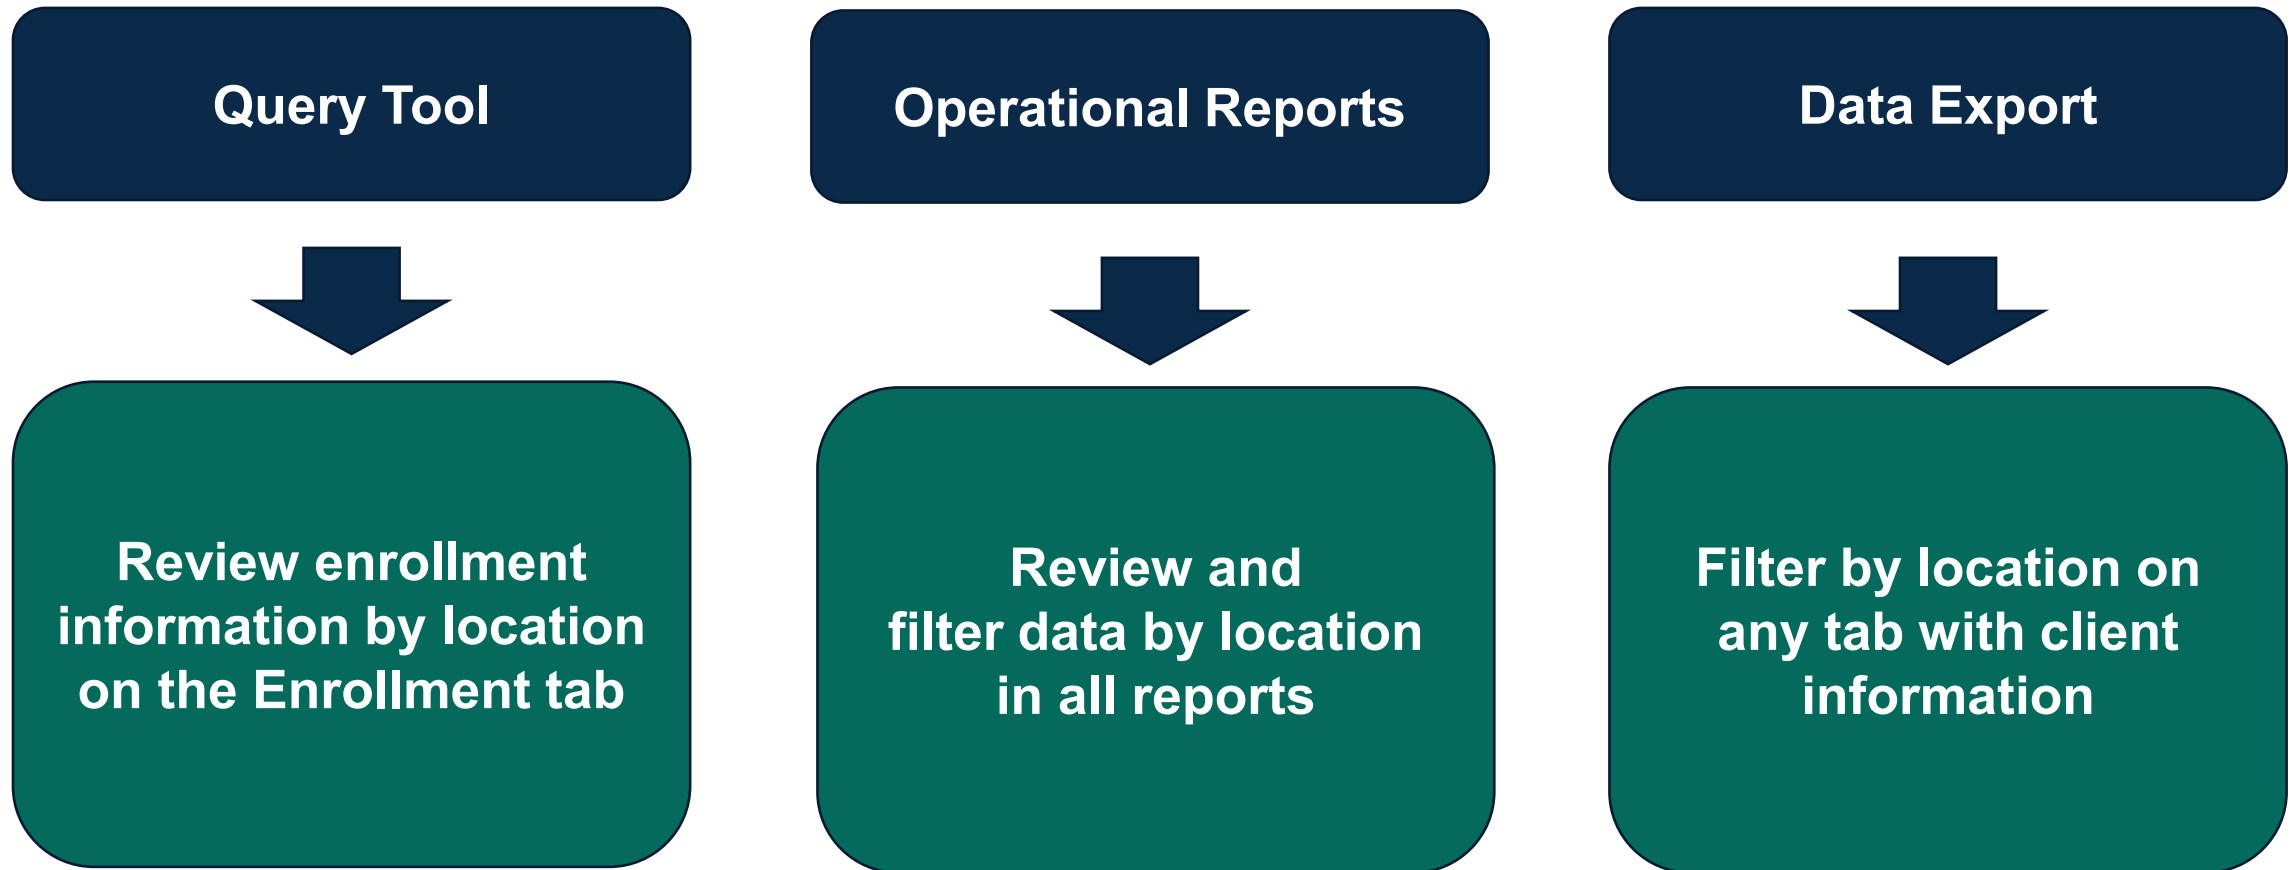 Query Tool
Operational Reports
Data Export
Review enrollment
information by location
on the Enrollment tab
Review and
filter data by location
in all reports
Filter by location on
any tab with client
information